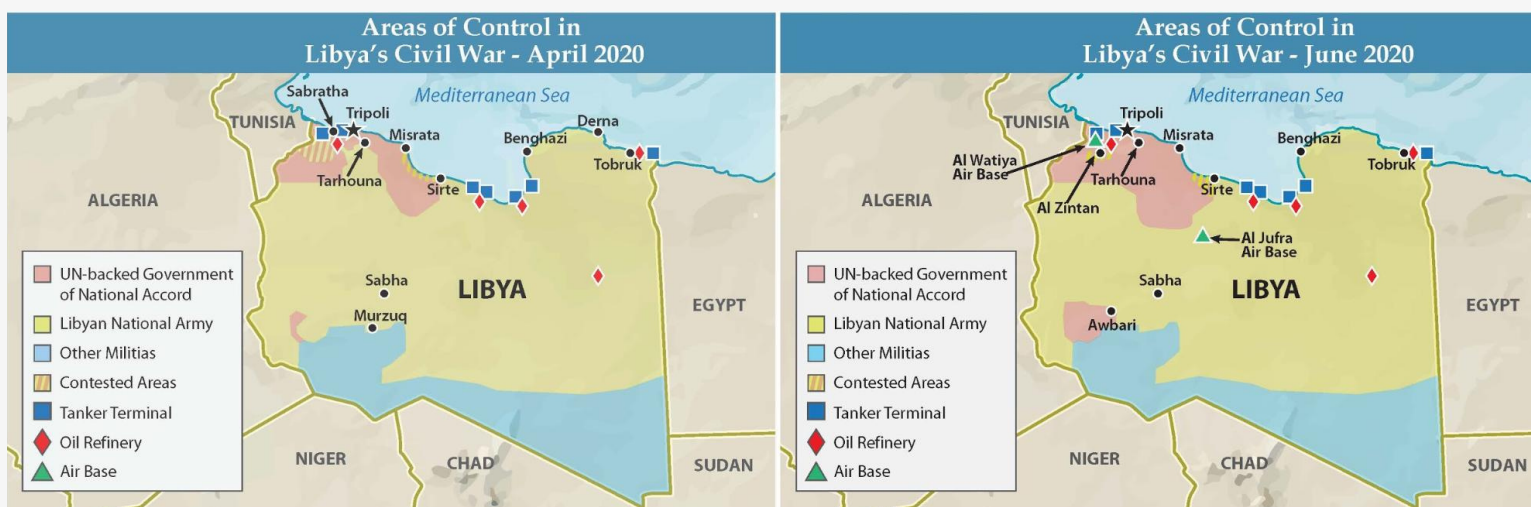 Areas of Control in
Libya's Civil War - April 2020
Mediterranean Sea
Sabratha
Tripoli
TUNISIA
Misrata
Derna
Benghazi
Tobruk
Tarhouna
Sirte
ALGERIA
UN-backed Government
of National Accord
Libyan National Army
Other Militias
Contested Areas
Tanker Terminal
Oil Refinery
Air Base
Sabha
LIBYA
Murzuq
EGYPT
NIGER
CHAD
SUDAN
Areas of Control in
Libya's Civil War - June 2020
Mediterranean Sea
Tripoli
TUNISIA
Misrata
Benghazi
Tobruk
Al Watiya
Air Base
Tarhouna
Sirte
Al Zintan
ALGERIA
Al Jufra
Air Base
UN-backed Government
of National Accord
Libyan National Army
Other Militias
Contested Areas
Tanker Terminal
Oil Refinery
Air Base
Sabha
LIBYA
Awbari
EGYPT
NIGER
CHAD
SUDAN